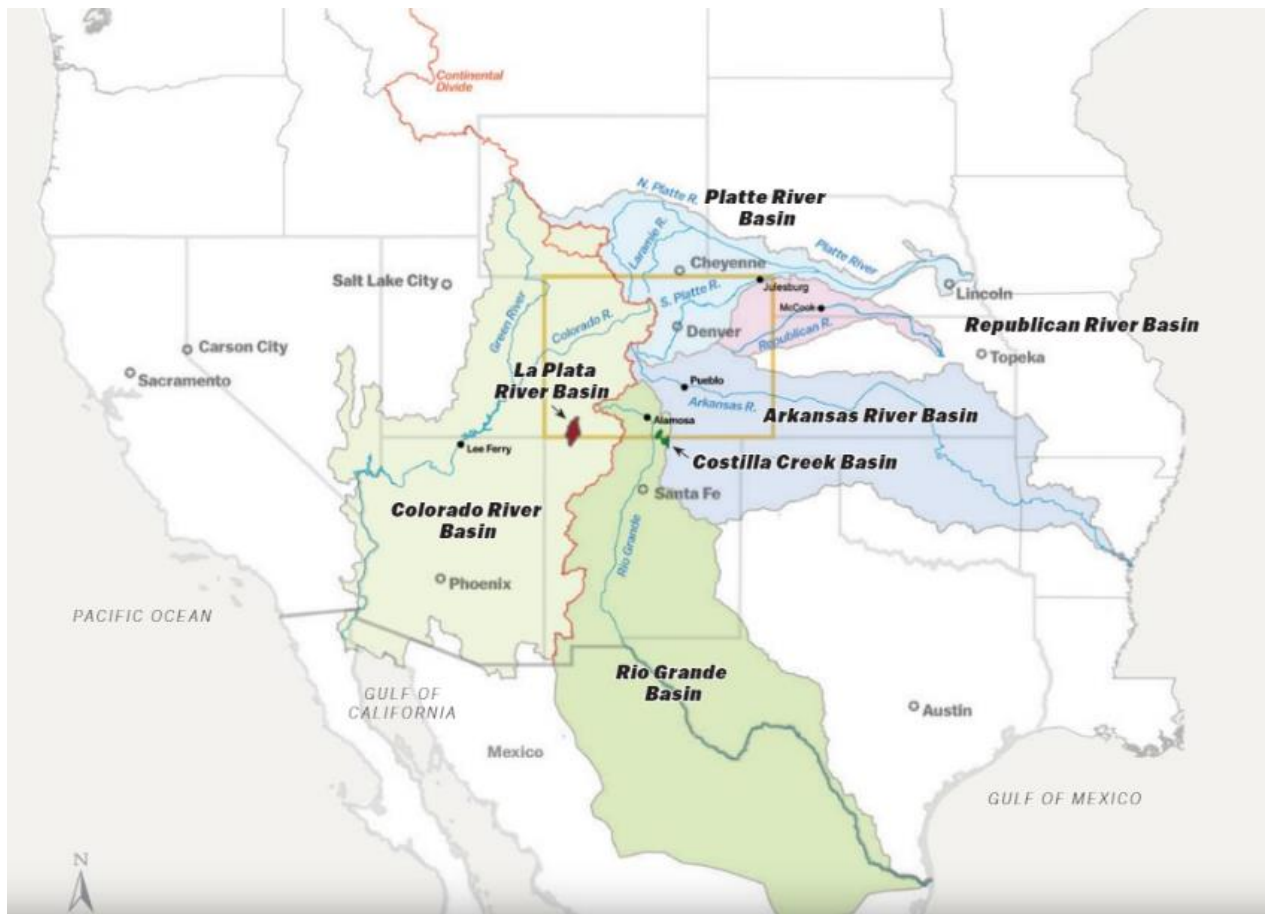 Continental
Divide
N. Platte R.
Platte River
Basin
Laramie R.
Platte River
Cheyenne
Salt Lake City
Green River
S. Platte R.
Julesburg
Lincoln
McCook
Colorado R.
Denver
Republican R.
Republican River Basin
Carson City
Topeka
Sacramento
La Plata
River Basin
Pueblo
Arkansas R.
Arkansas River Basin
Alamosa
Lee Ferry
Costilla Creek Basin
Santa Fe
Colorado River
Basin
Rio Grande
Phoenix
PACIFIC OCEAN
Rio Grande
Basin
GULF OF
CALIFORNIA
Austin
Mexico
GULF OF MEXICO
N